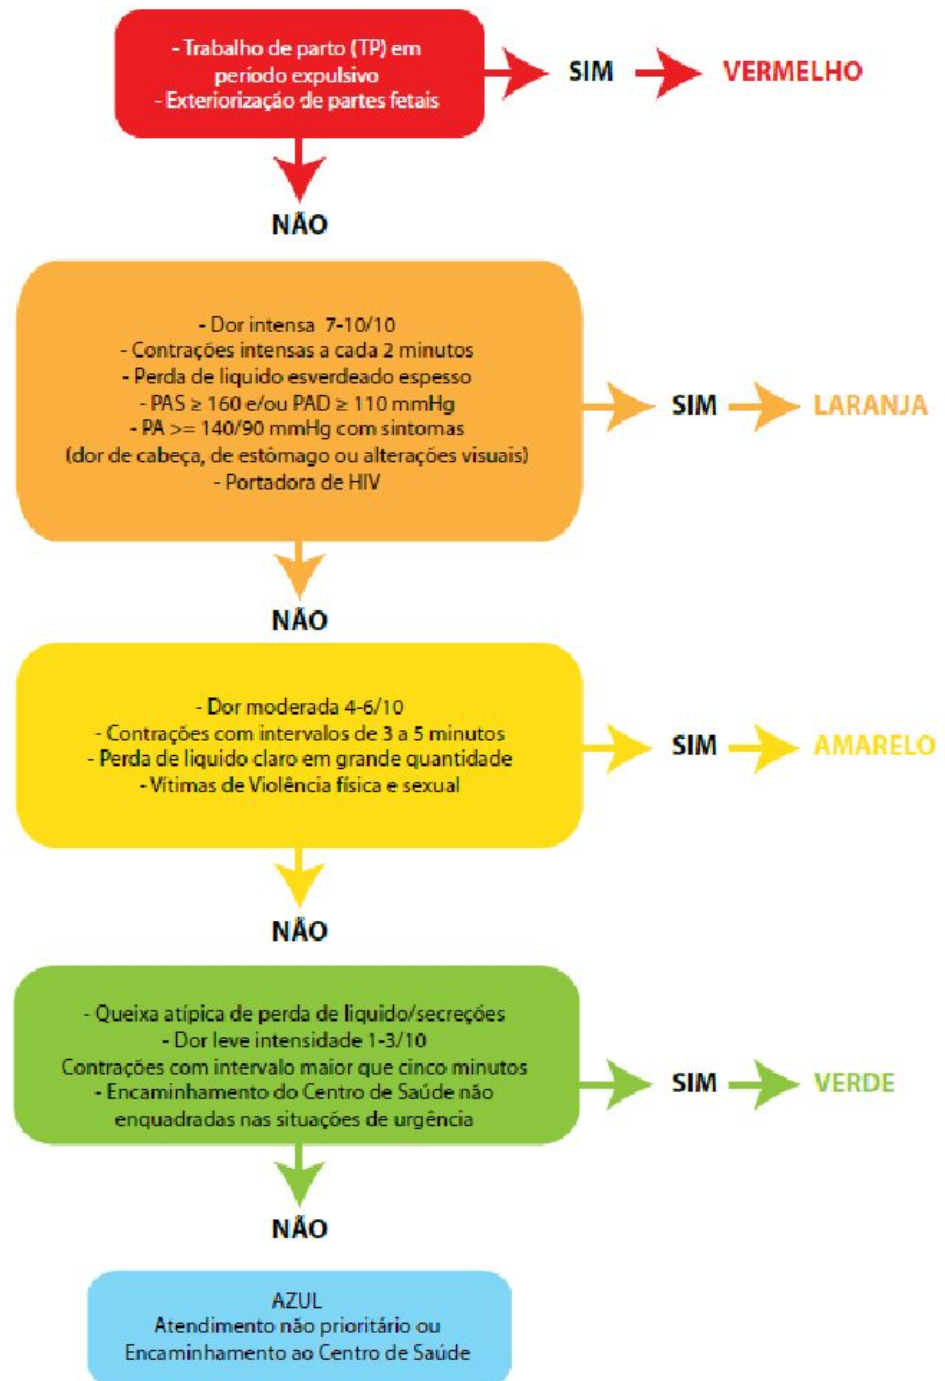 - Trabalho de parto (TP) em
período expulsivo
- Exteriorização de partes fetais
SIM
VERMELHO
NÃO
- Dor intensa 7-10/10
- Contrações intensas a cada 2 minutos
- Perda de liquido esverdeado espesso
- PAS ≥ 160 e/ou PAD ≥ 110 mmHg
- PA >= 140/90 mmHg com sintomas
(dor de cabeça, de estômago ou alterações visuais)
- Portadora de HIV
SIM
LARANJA
NÃO
- Dor moderada 4-6/10
- Contrações com intervalos de 3 a 5 minutos
- Perda de liquido claro em grande quantidade
- Vítimas de Violência física e sexual
SIM
AMARELO
NÃO
- Queixa atípica de perda de liquido/secreções
- Dor leve intensidade 1-3/10
Contrações com intervalo maior que cinco minutos
- Encaminhamento do Centro de Saúde não
enquadradas nas situações de urgência
SIM
VERDE
NÃO
AZUL
Atendimento não prioritário ou
Encaminhamento ao Centro de Saúde